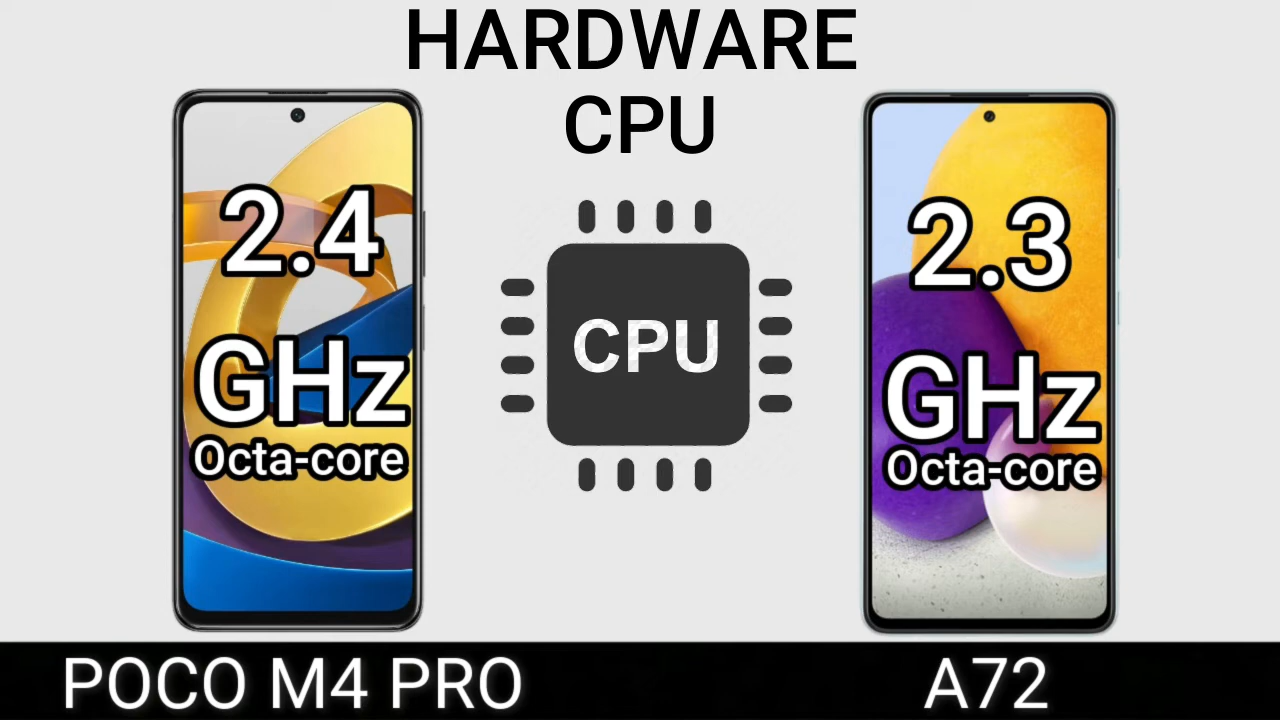 HARDWARE
CPU
2.4
GHz
Octa-core
CPU
2.3
GHz
Octa-core
POCO M4 PRO
A72